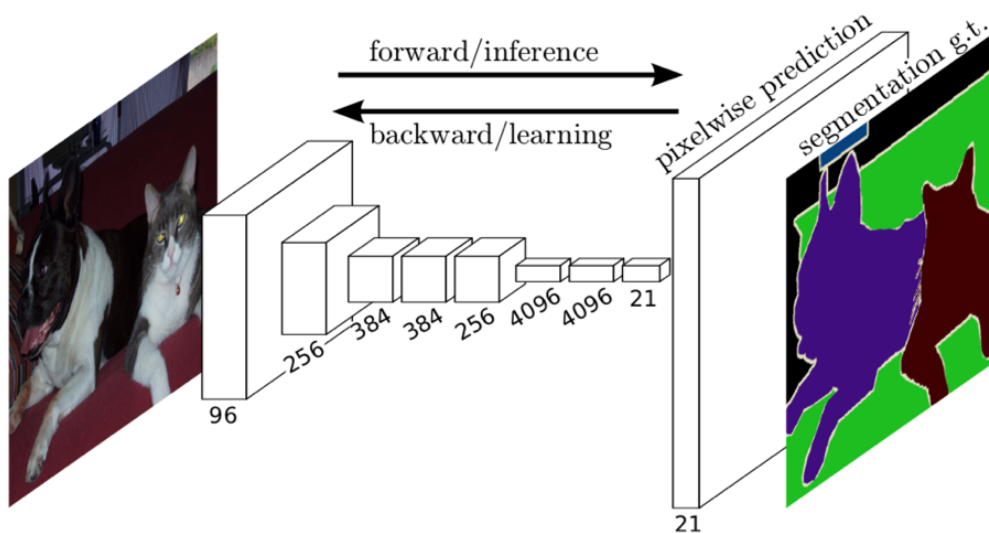 forward/inference
backward/learning
pixelwise prediction
segmentation g.t.
96
256
384
384
256
4096
4096
21
21